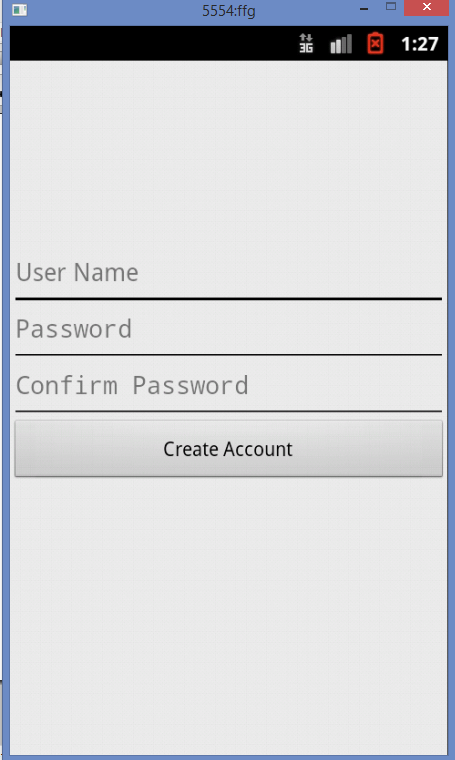 5554:ffg
3G
1:27
User Name
Password
Confirm Password
Create Account